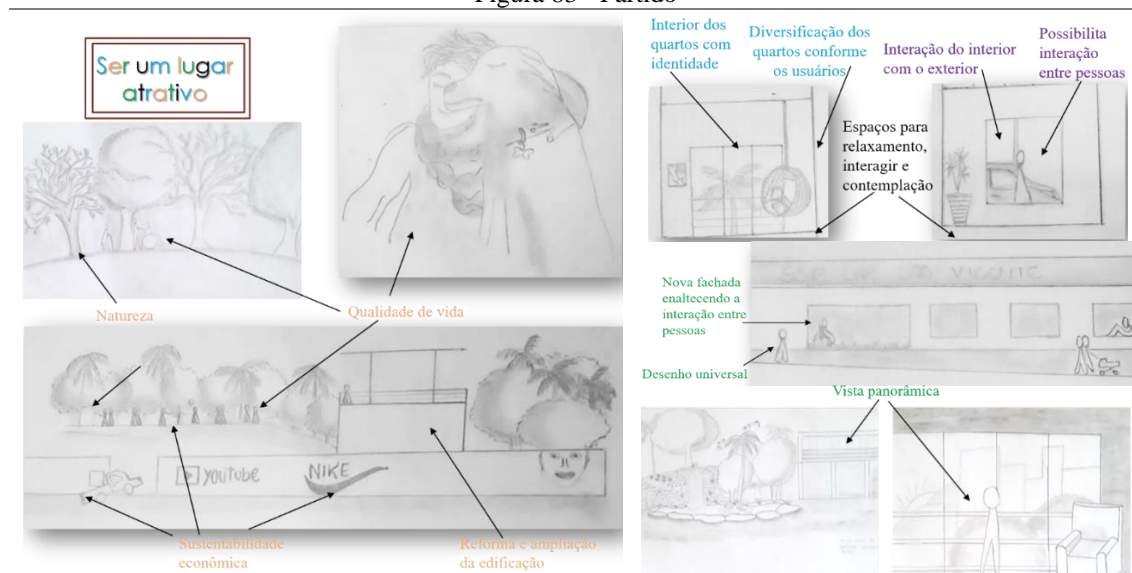 Figura 85 - Partido
Ser um lugar
atrativo
Natureza
Qualidade de vida
YouTube
NIKE
Sustentabilidade
econômica
Reforma e ampliação
da edificação
Interior dos
quartos com
identidade
Diversificação dos
quartos conforme
os usuários
Interação do interior
com o exterior
Possibilita
interação
entre pessoas
Espaços para
relaxamento,
interagir e
contemplação
Nova fachada
enaltecendo a
interação entre
pessoas
VICENTE
Desenho universal
Vista panorâmica